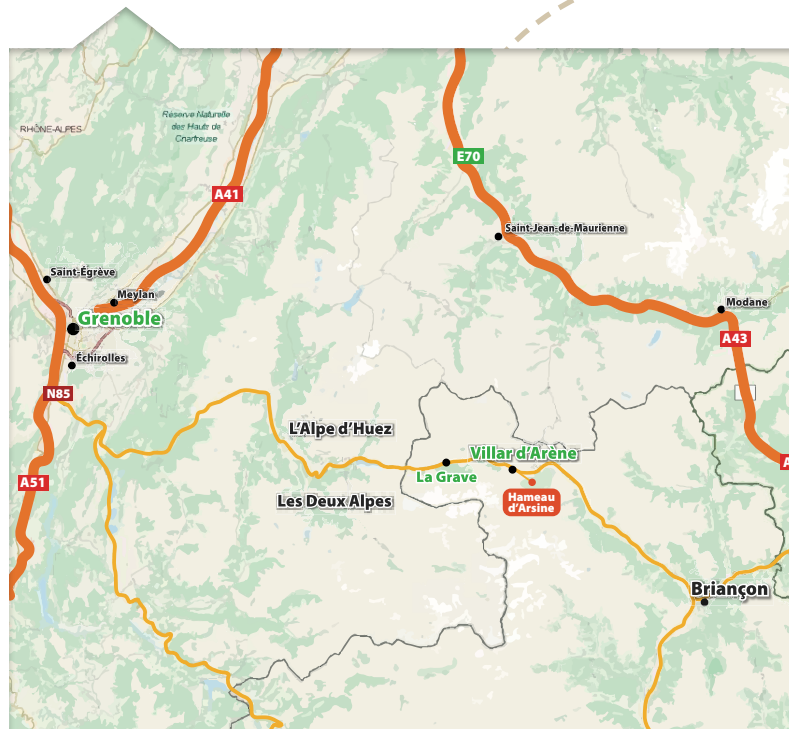 E70
Réserve Naturelle
des Hauts de
Chartreuse
RHÔNE-ALPES
A41
Saint-Jean-de-Maurienne
Saint-Égrève
Meylan
Modane
Grenoble
A43
Échirolles
N85
L'Alpe d'Huez
Villar d'Arène
A
La Grave
A51
Les Deux Alpes
Hameau
d'Arsine
Briançon